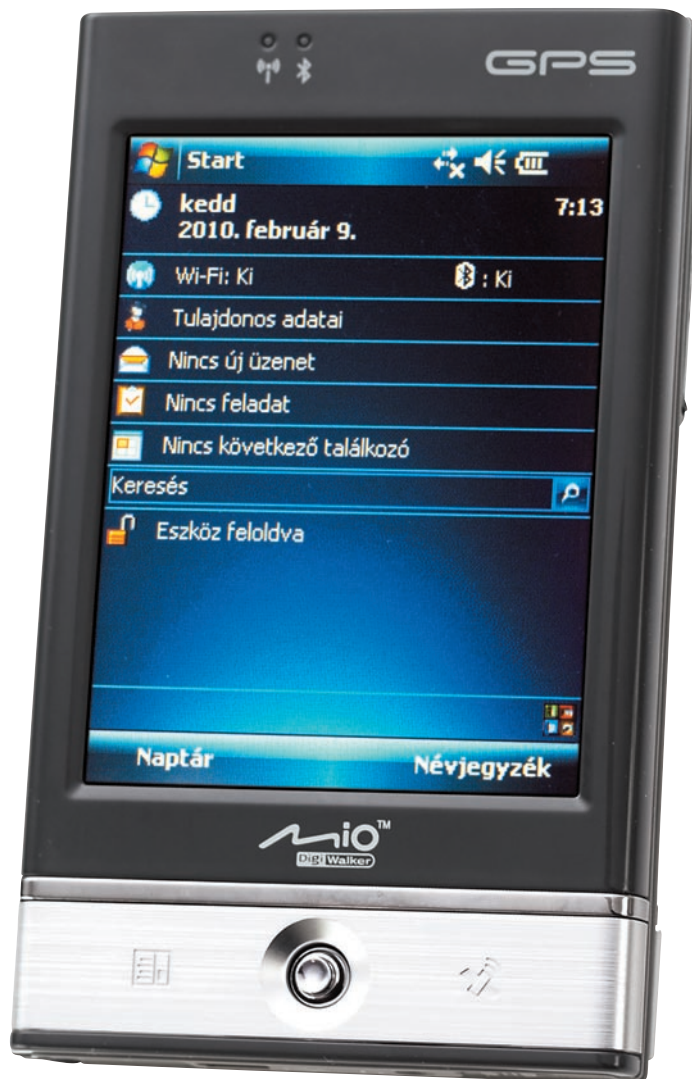 GPS
Start
kedd 7:13
2010. február 9.
Wi-Fi: Ki : Ki
Tulajdonos adatai
Nincs új üzenet
Nincs feladat
Nincs következő találkozó
Keresés
Eszköz feloldva
Naptár Névjegyzék
Mio™
DigiWalker